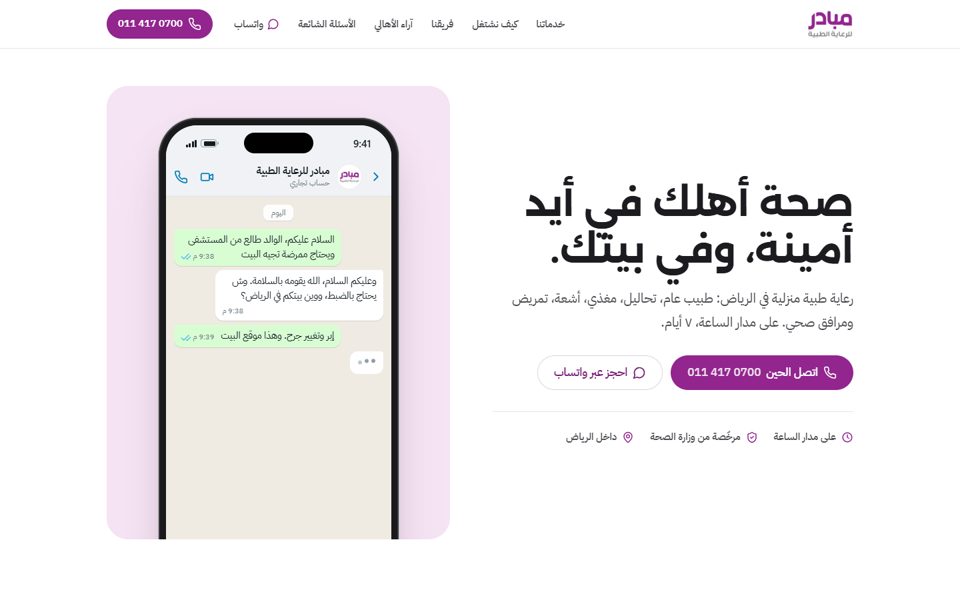 مبادر
للرعاية الطبية
خدماتنا
كيف نشتغل
فريقنا
آراء الأهالي
الأسئلة الشائعة
واتساب
011 417 0700
صحة أهلك في أيد
أمينة، وفي بيتك.
رعاية طبية منزلية في الرياض: طبيب عام، تحاليل، مغذي، أشعة، تمريض
ومرافق صحي. على مدار الساعة، ٧ أيام.
اتصل الحين 011 417 0700
احجز عبر واتساب
على مدار الساعة
مرخّصة من وزارة الصحة
داخل الرياض
9:41
مبادر
مبادر للرعاية الطبية
حساب تجاري
اليوم
السلام عليكم، الوالد طالع من المستشفى
ويحتاج ممرضة تجيه البيت
9:38 م
وعليكم السلام، الله يقومه بالسلامة. وش
يحتاج بالضبط، ووين بيتكم في الرياض؟
9:38 م
إبر وتغيير جرح. وهذا موقع البيت
9:39 م